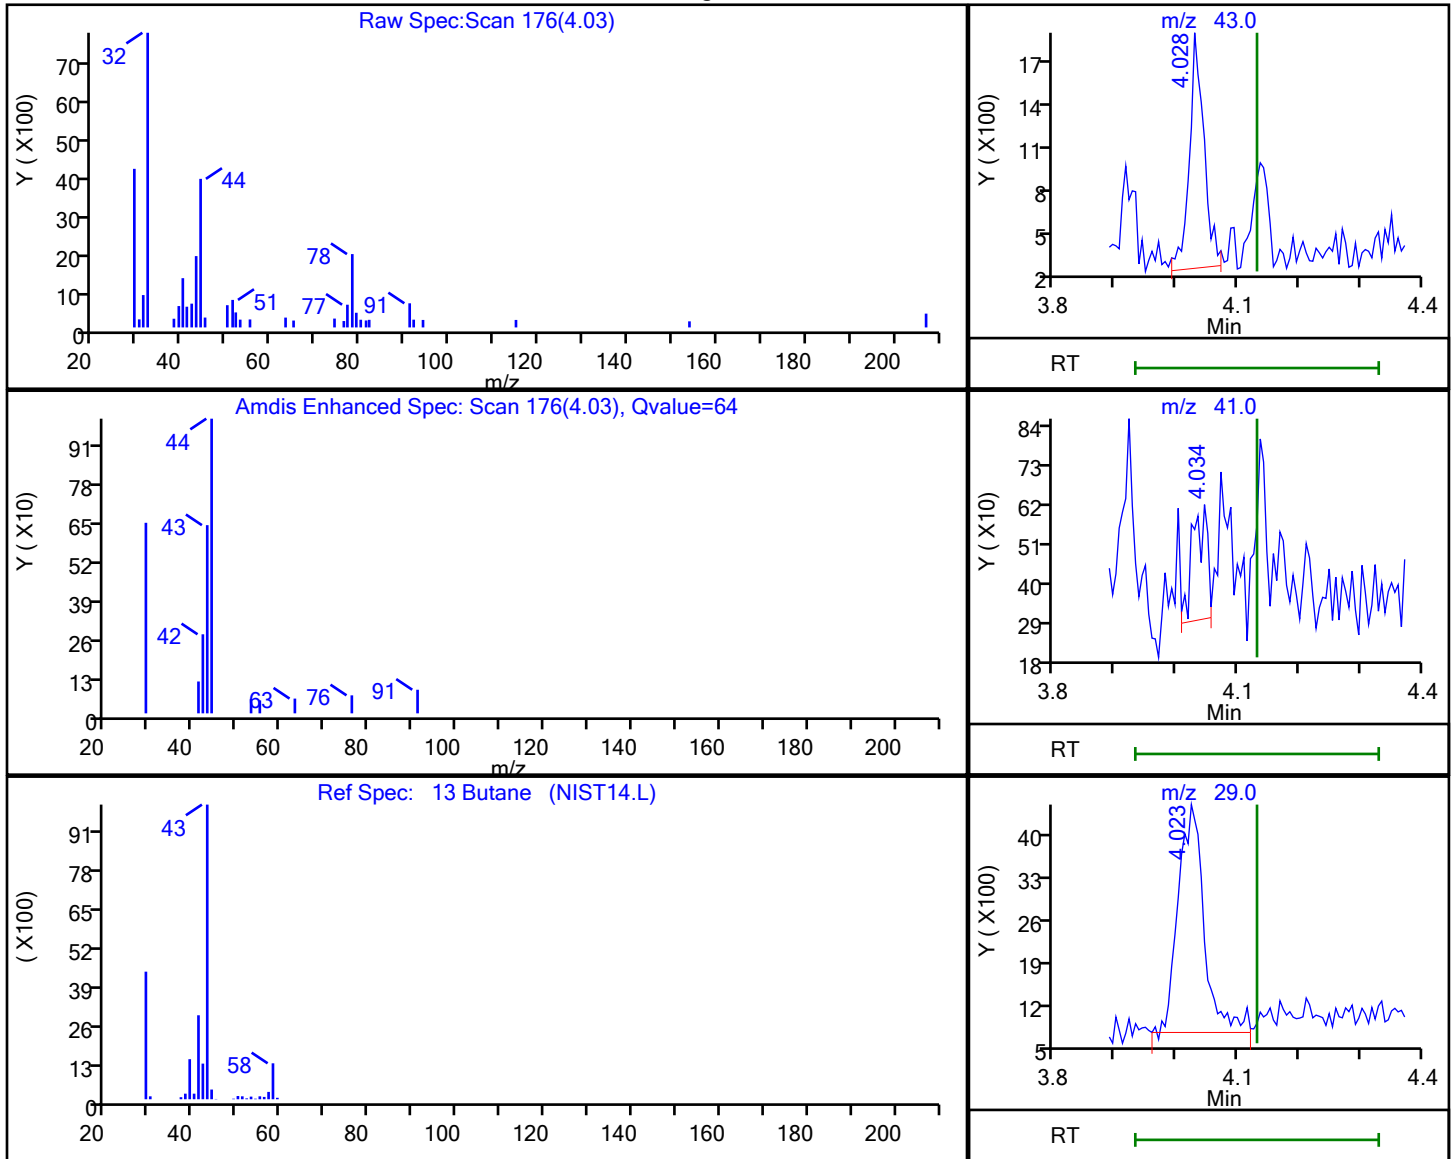 Raw Spec:Scan 176(4.03)
Y ( X100)
70
60
50
40
30
20
10
0
32
44
78
77
51
91
20 40 60 80 100 120 140 160 180 200
m/z
m/z 43.0
Y ( X100)
17
14
11
8
5
2
4.028
3.8 4.1 4.4
Min
RT
Amdis Enhanced Spec: Scan 176(4.03), Qvalue=64
Y ( X10)
91
78
65
52
39
26
13
0
44
43
42
63
76
91
20 40 60 80 100 120 140 160 180 200
m/z
m/z 41.0
Y ( X10)
84
73
62
51
40
29
18
4.034
3.8 4.1 4.4
Min
RT
Ref Spec: 13 Butane (NIST14.L)
( X100)
91
78
65
52
39
26
13
0
43
58
20 40 60 80 100 120 140 160 180 200
m/z 29.0
Y ( X100)
40
33
26
19
12
5
4.023
3.8 4.1 4.4
Min
RT